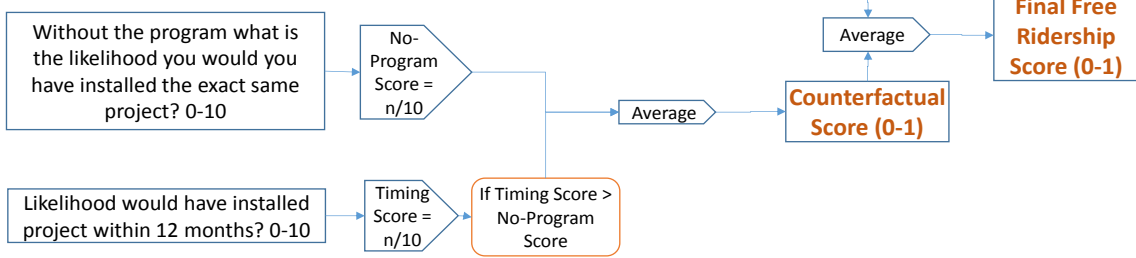 Without the program what is
the likelihood you would you
have installed the exact same
project? 0-10
No-
Program
Score =
n/10
Average
Counterfactual
Score (0-1)
Average
Final Free
Ridership
Score (0-1)
Likelihood would have installed
project within 12 months? 0-10
Timing
Score =
n/10
If Timing Score >
No-Program
Score